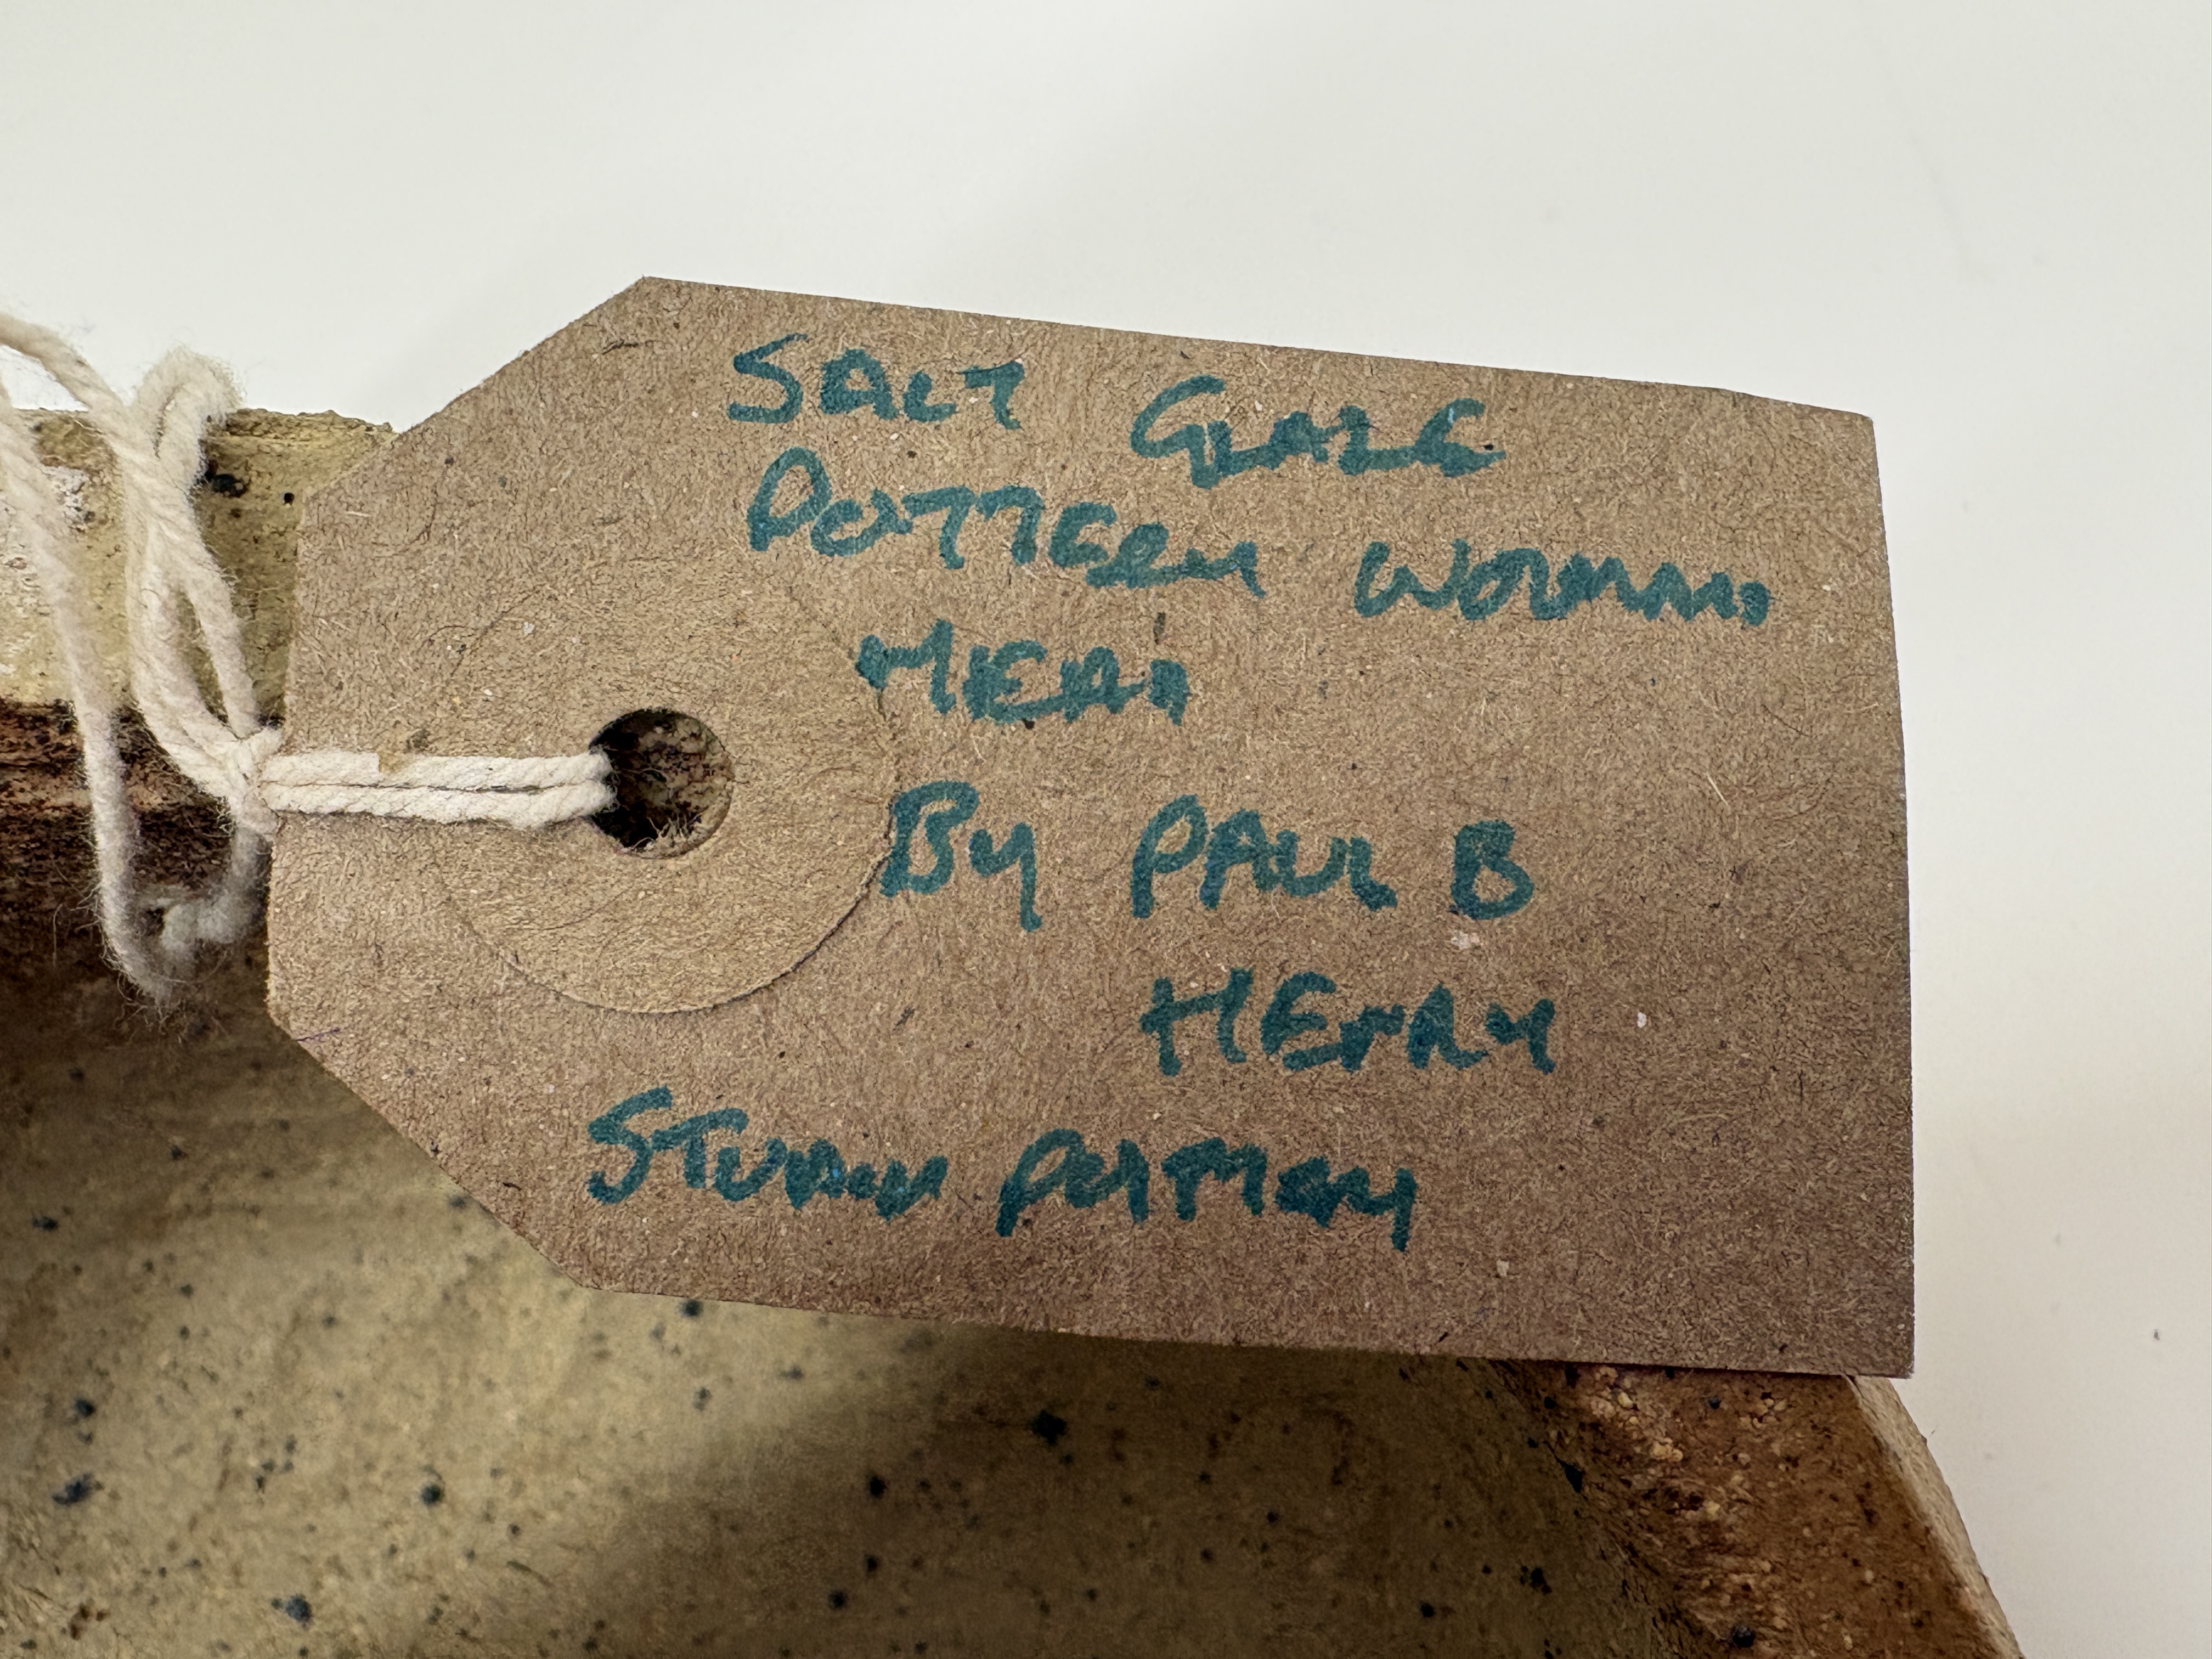 SALT GLAZE
POTTERY WOMAN
HEAD
By PAUL B
HENRY
STUDIO POTTERY